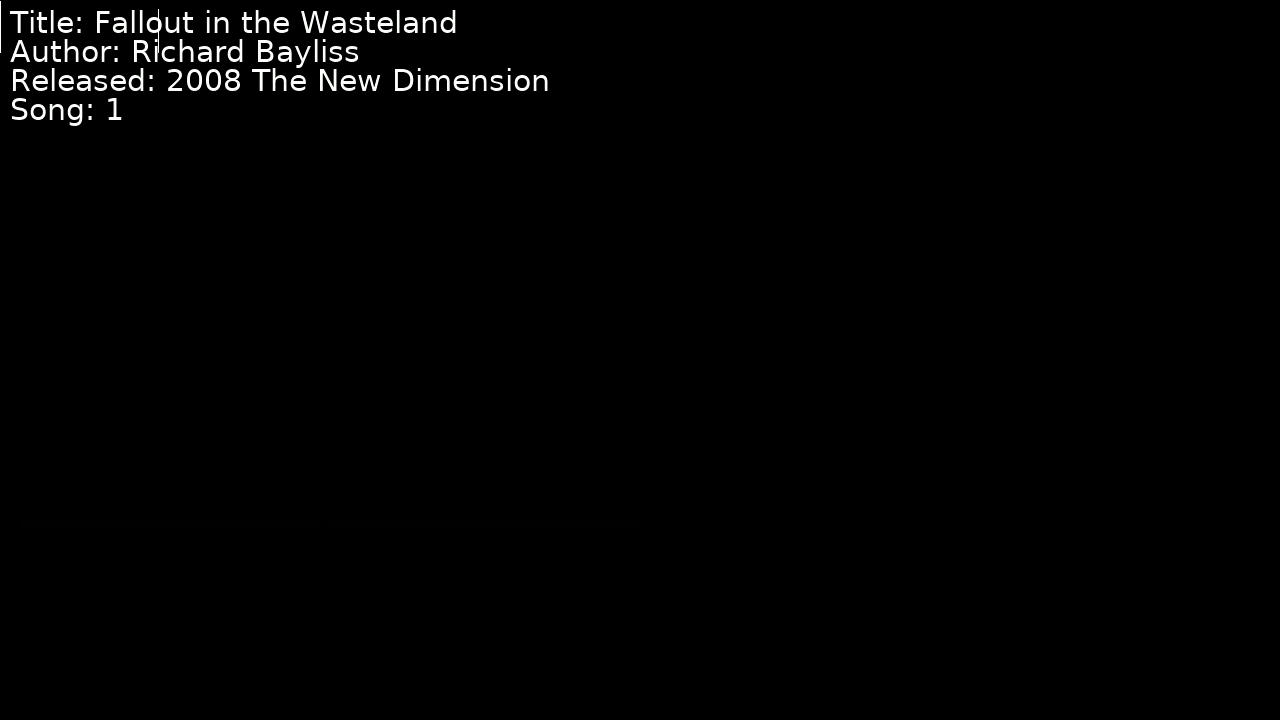 Title: Fallout in the Wasteland
Author: Richard Bayliss
Released: 2008 The New Dimension
Song: 1